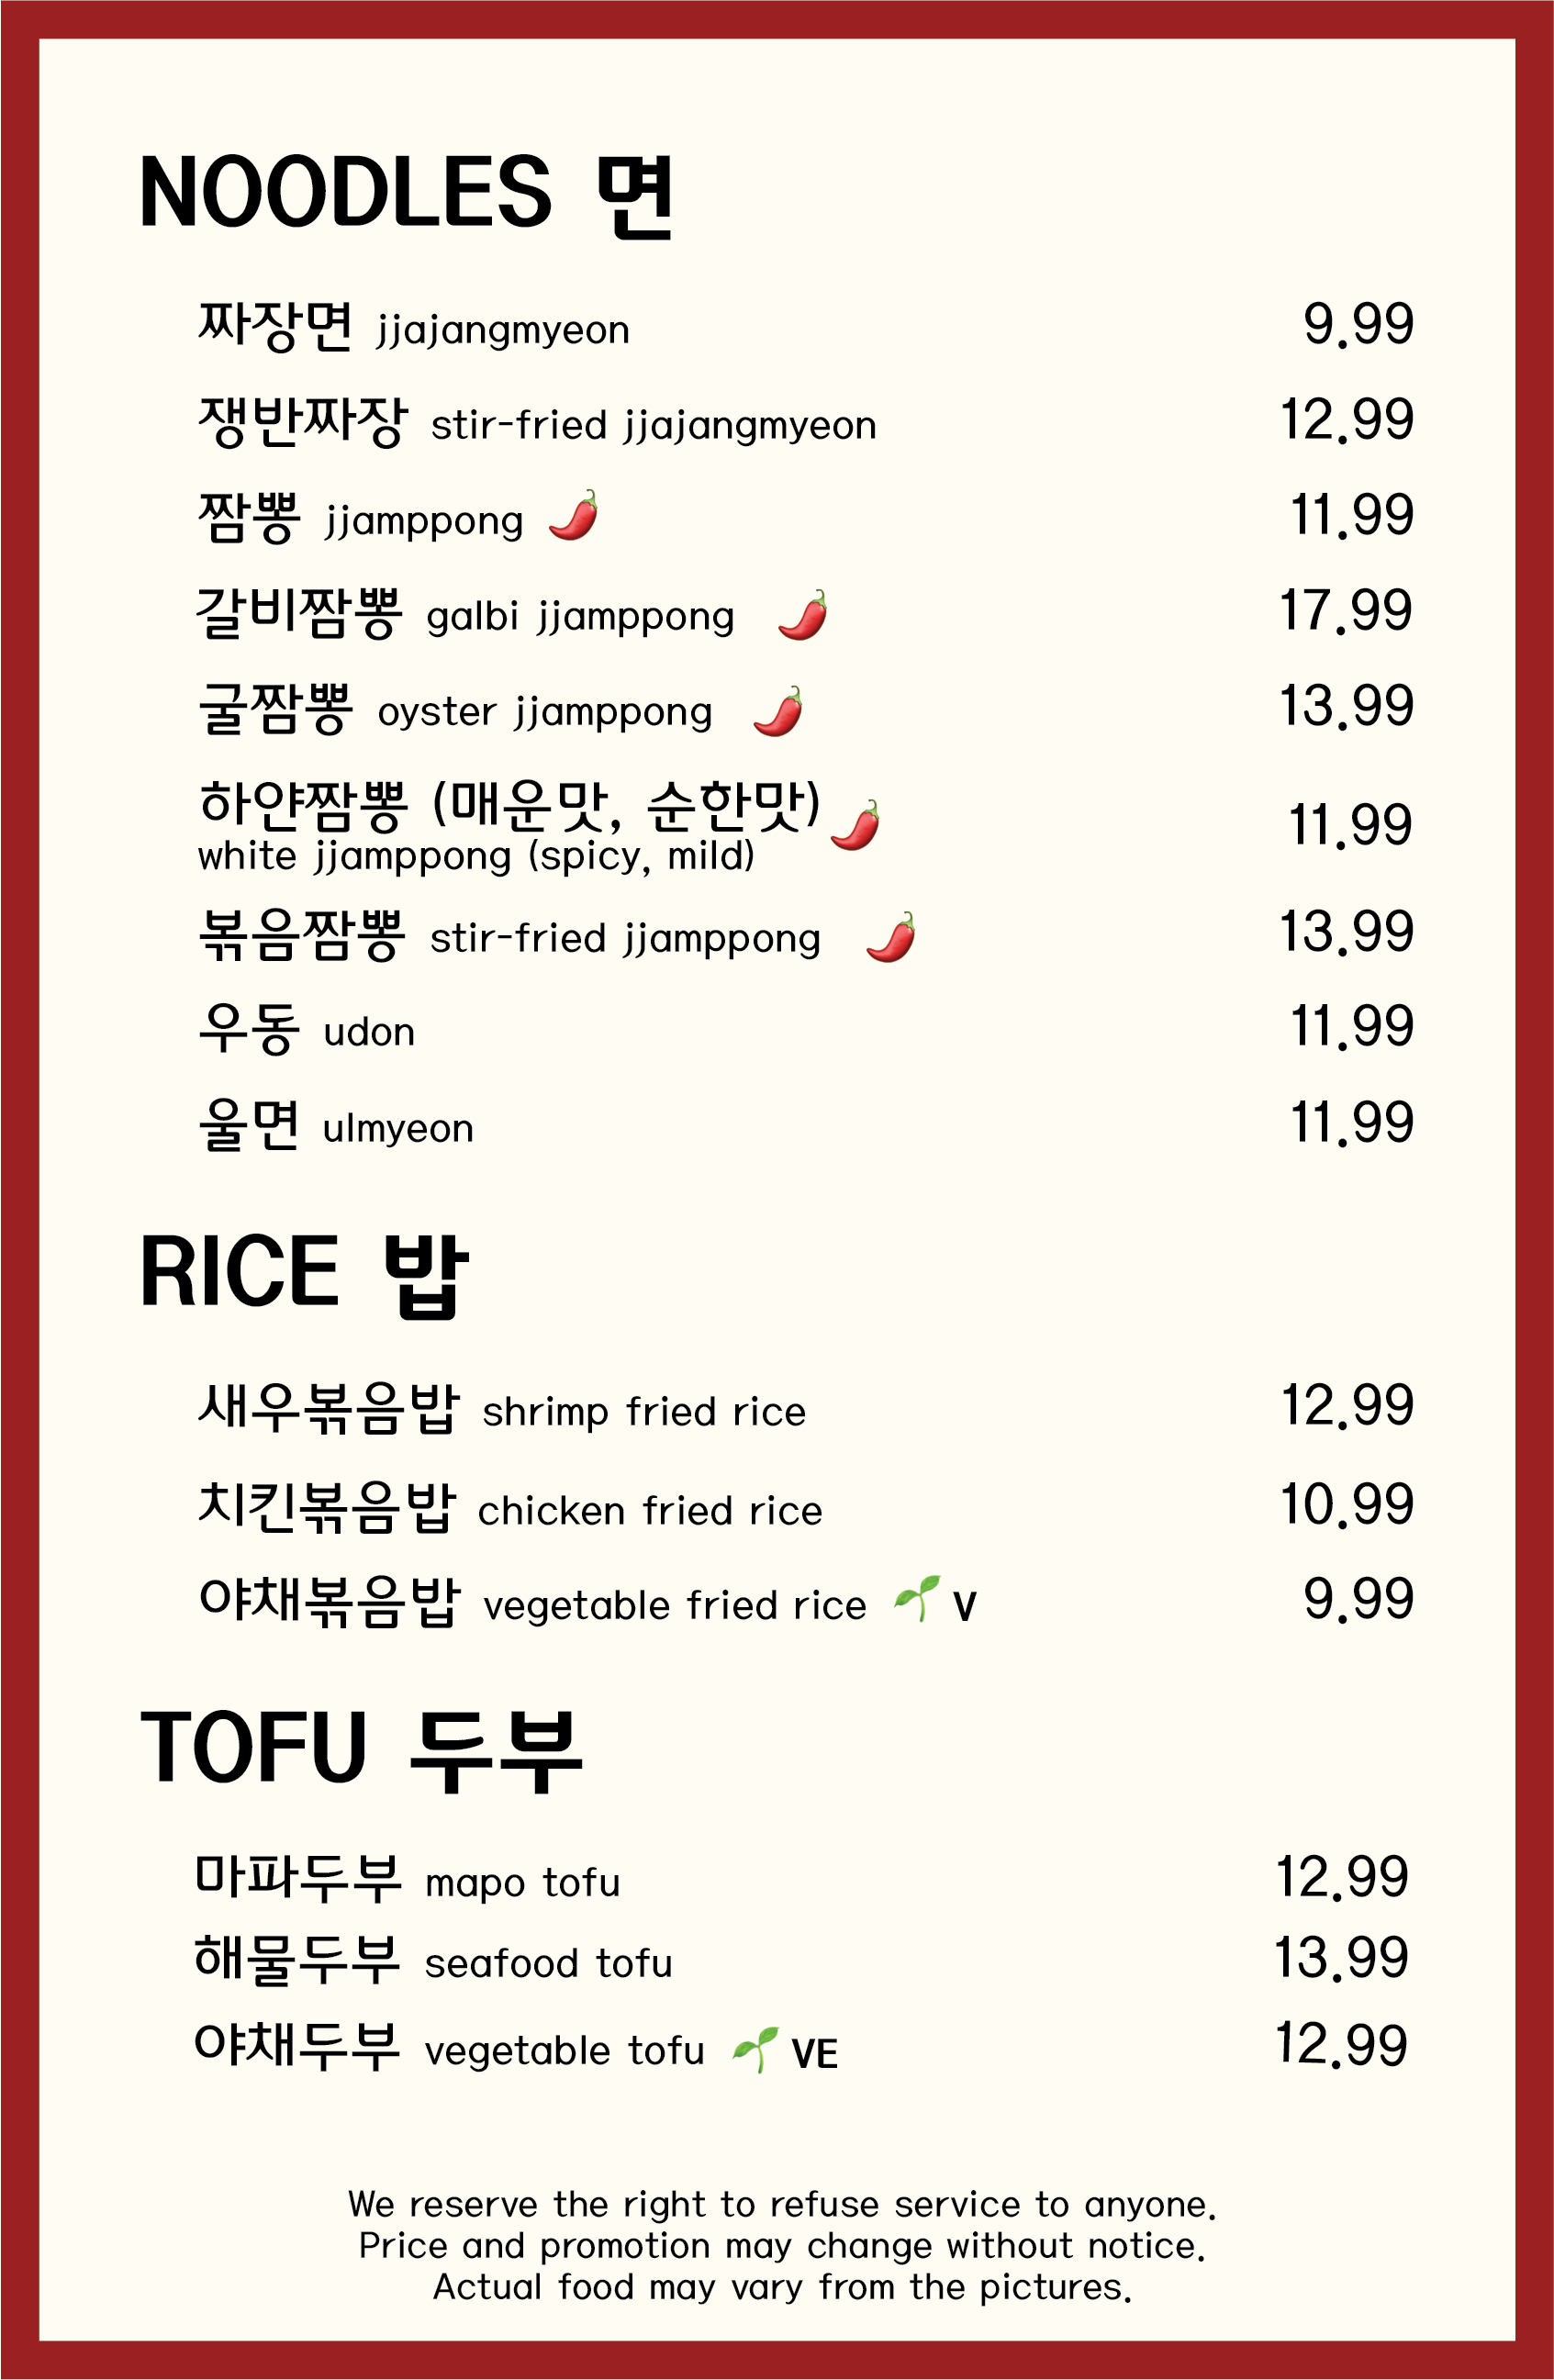 NOODLES 면
짜장면 jjajangmyeon 9.99
쟁반짜장 stir-fried jjajangmyeon 12.99
짬뽕 jjamppong 11.99
갈비짬뽕 galbi jjamppong 17.99
굴짬뽕 oyster jjamppong 13.99
하얀짬뽕 (매운맛, 순한맛) 11.99
white jjamppong (spicy, mild)
볶음짬뽕 stir-fried jjamppong 13.99
우동 udon 11.99
울면 ulmyeon 11.99
RICE 밥
새우볶음밥 shrimp fried rice 12.99
치킨볶음밥 chicken fried rice 10.99
야채볶음밥 vegetable fried rice V 9.99
TOFU 두부
마파두부 mapo tofu 12.99
해물두부 seafood tofu 13.99
야채두부 vegetable tofu VE 12.99
We reserve the right to refuse service to anyone.
Price and promotion may change without notice.
Actual food may vary from the pictures.